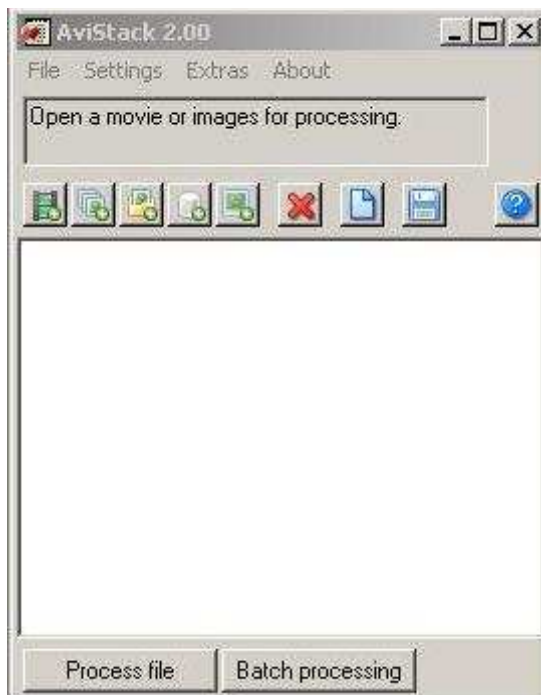 AviStack 2.00
File Settings Extras About
Open a movie or images for processing.
Process file Batch processing